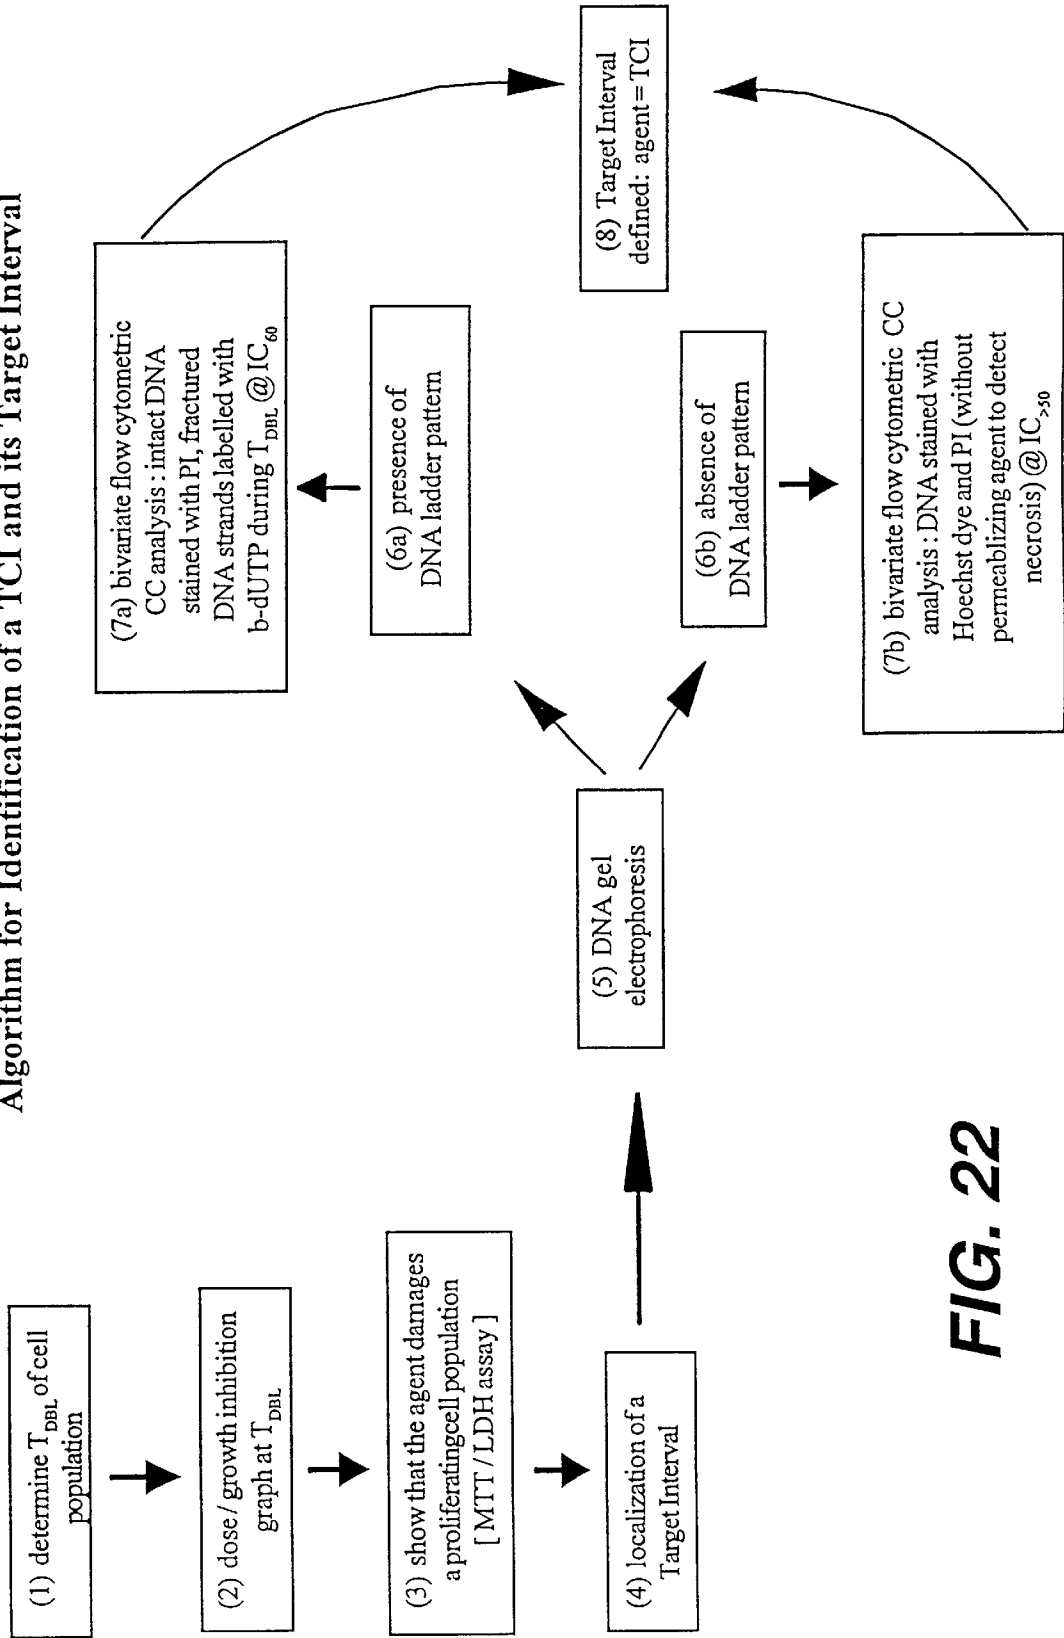 Algorithm for Identification of a TCI and its Target Interval
(1) determine T_DBL of cell
population
(2) dose / growth inhibition
graph at T_DBL
(3) show that the agent damages
a proliferatingcell population
[ MTT / LDH assay ]
(4) localization of a
Target Interval
(5) DNA gel
electrophoresis
(6a) presence of
DNA ladder pattern
(7a) bivariate flow cytometric
CC analysis : intact DNA
stained with PI, fractured
DNA strands labelled with
b-dUTP during T_DBL @ IC_60
(6b) absence of
DNA ladder pattern
(7b) bivariate flow cytometric CC
analysis : DNA stained with
Hoechst dye and PI (without
permeablizing agent to detect
necrosis) @ IC_>50
(8) Target Interval
defined: agent = TCI
FIG. 22